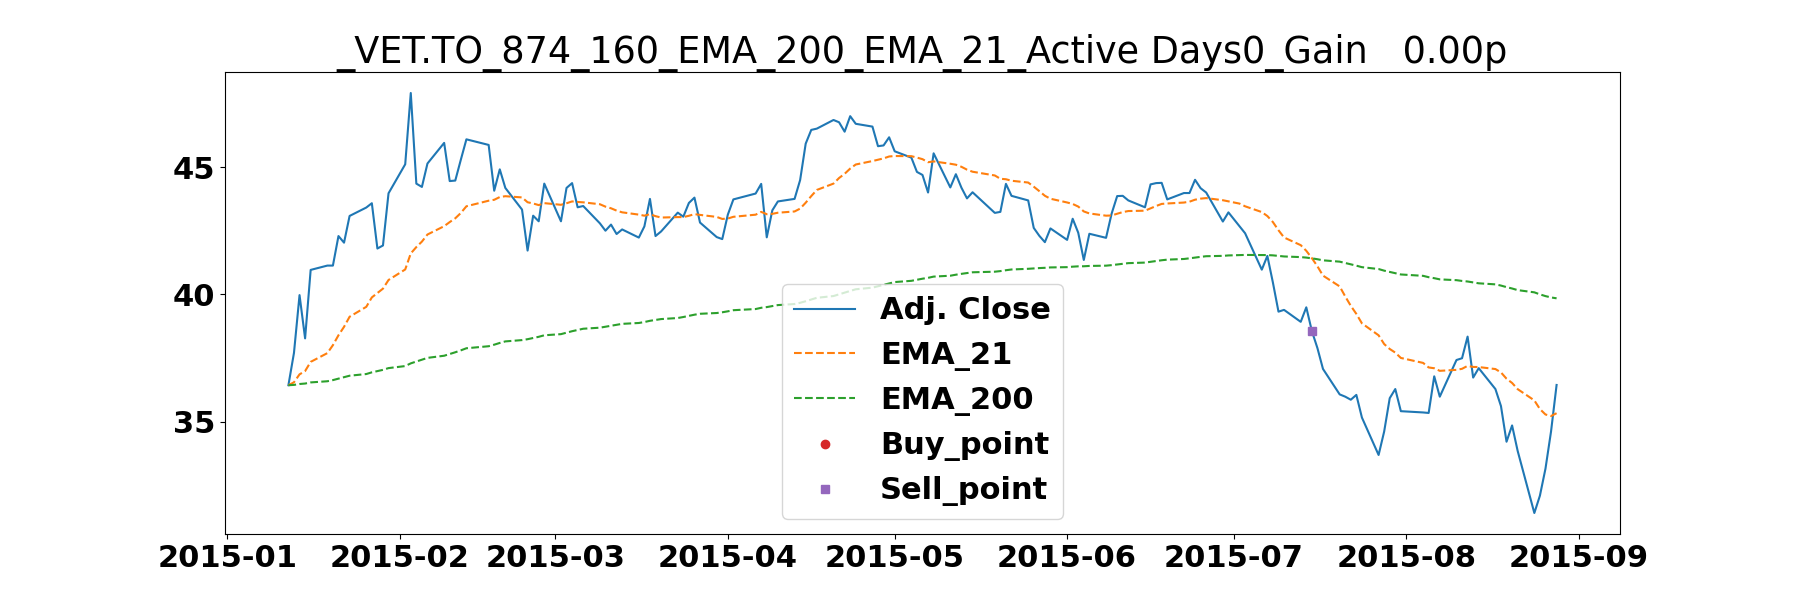 _VET.TO_874_160_EMA_200_EMA_21_Active Days0_Gain   0.00p
45
40
35
Adj. Close
EMA_21
EMA_200
Buy_point
Sell_point
2015-01 2015-02 2015-03 2015-04 2015-05 2015-06 2015-07 2015-08 2015-09